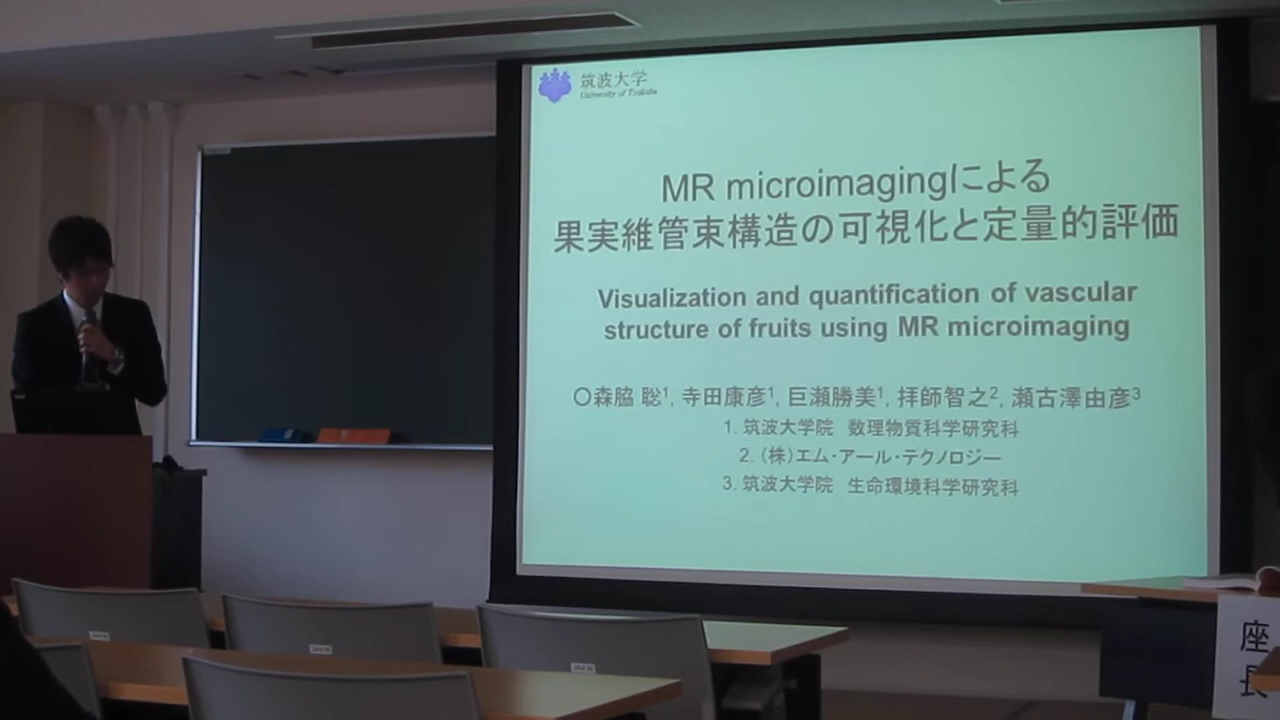 筑波大学
University of Tsukuba
MR microimagingによる
果実維管束構造の可視化と定量的評価
Visualization and quantification of vascular
structure of fruits using MR microimaging
○森脇 聡1, 寺田康彦1, 巨瀬勝美1, 拝師智之2, 瀬古澤由彦3
1. 筑波大学院 数理物質科学研究科
2. (株)エム・アール・テクノロジー
3. 筑波大学院 生命環境科学研究科
座長